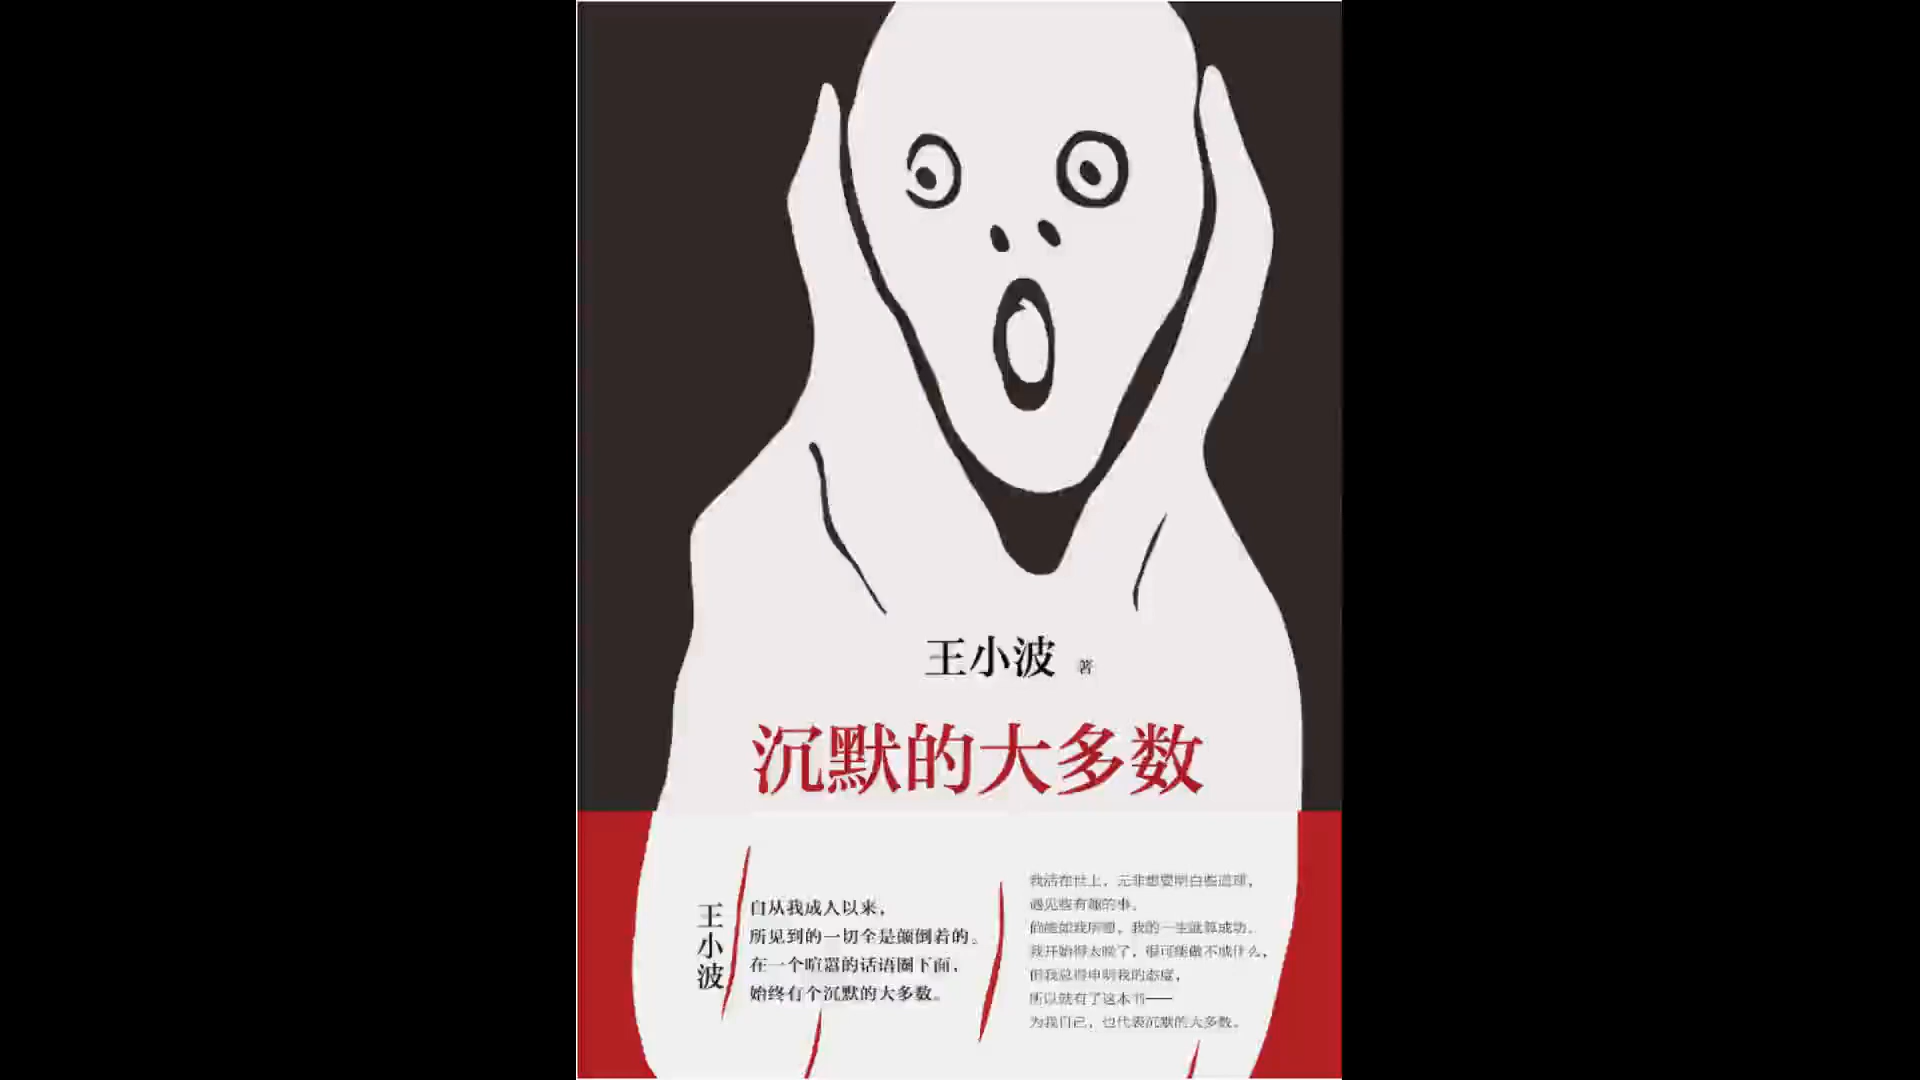 王小波 著
沉默的大多数
王小波
自从我成人以来，
所见到的一切全是颠倒着的。
在一个喧嚣的话语圈下面，
始终有个沉默的大多数。
我活在世上，无非想要明白些道理，
遇见些有趣的事。
倘能如我所愿，我的一生就算成功。
我开始得太晚了，很可能做不成什么，
但我总得申明我的态度，
所以就有了这本书——
为我自己，也代表沉默的大多数。